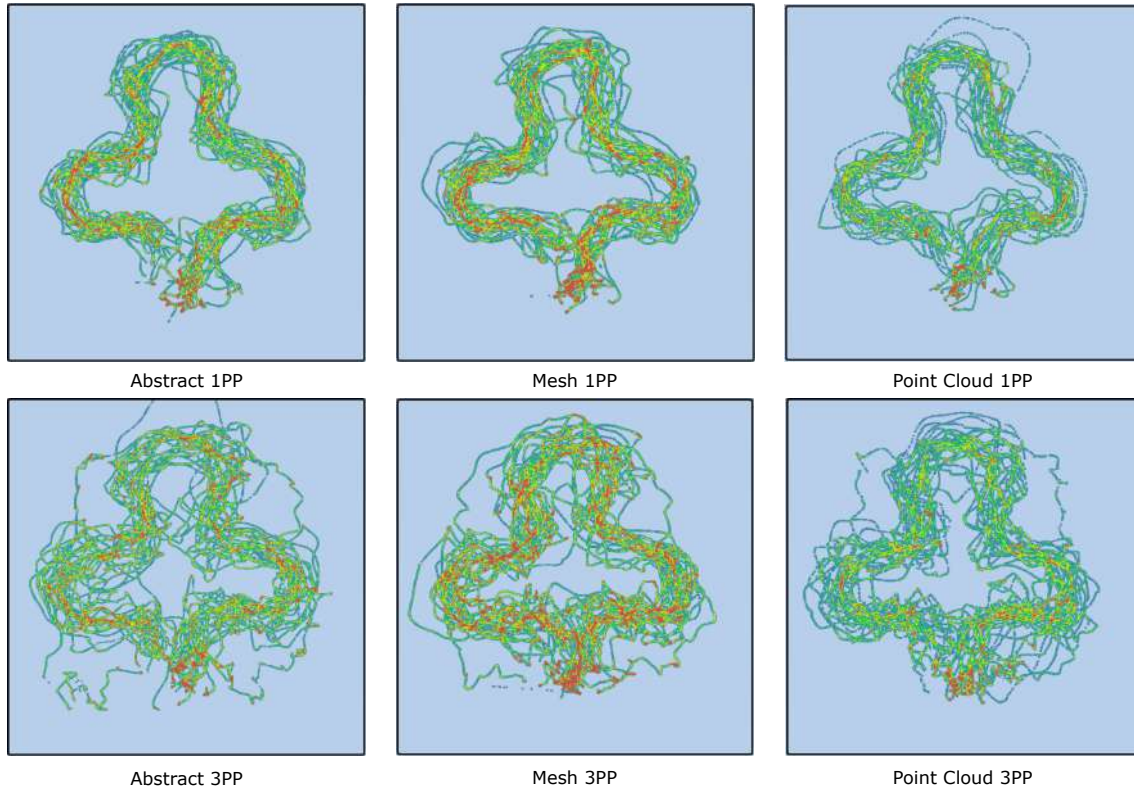 Abstract 1PP
Mesh 1PP
Point Cloud 1PP
Abstract 3PP
Mesh 3PP
Point Cloud 3PP